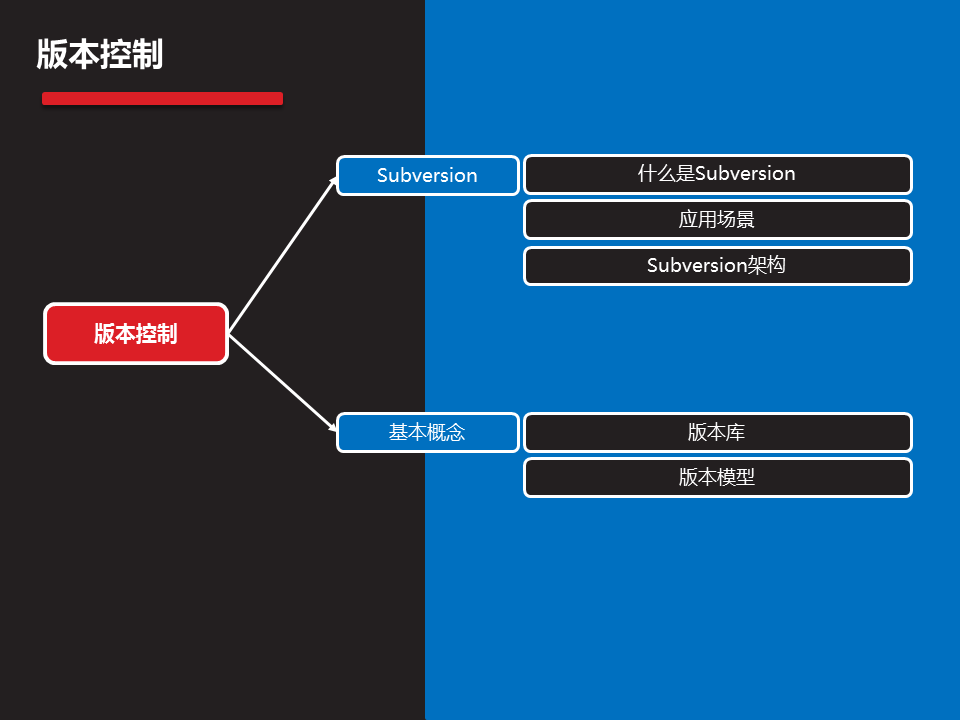 版本控制
版本控制
Subversion
什么是Subversion
应用场景
Subversion架构
基本概念
版本库
版本模型